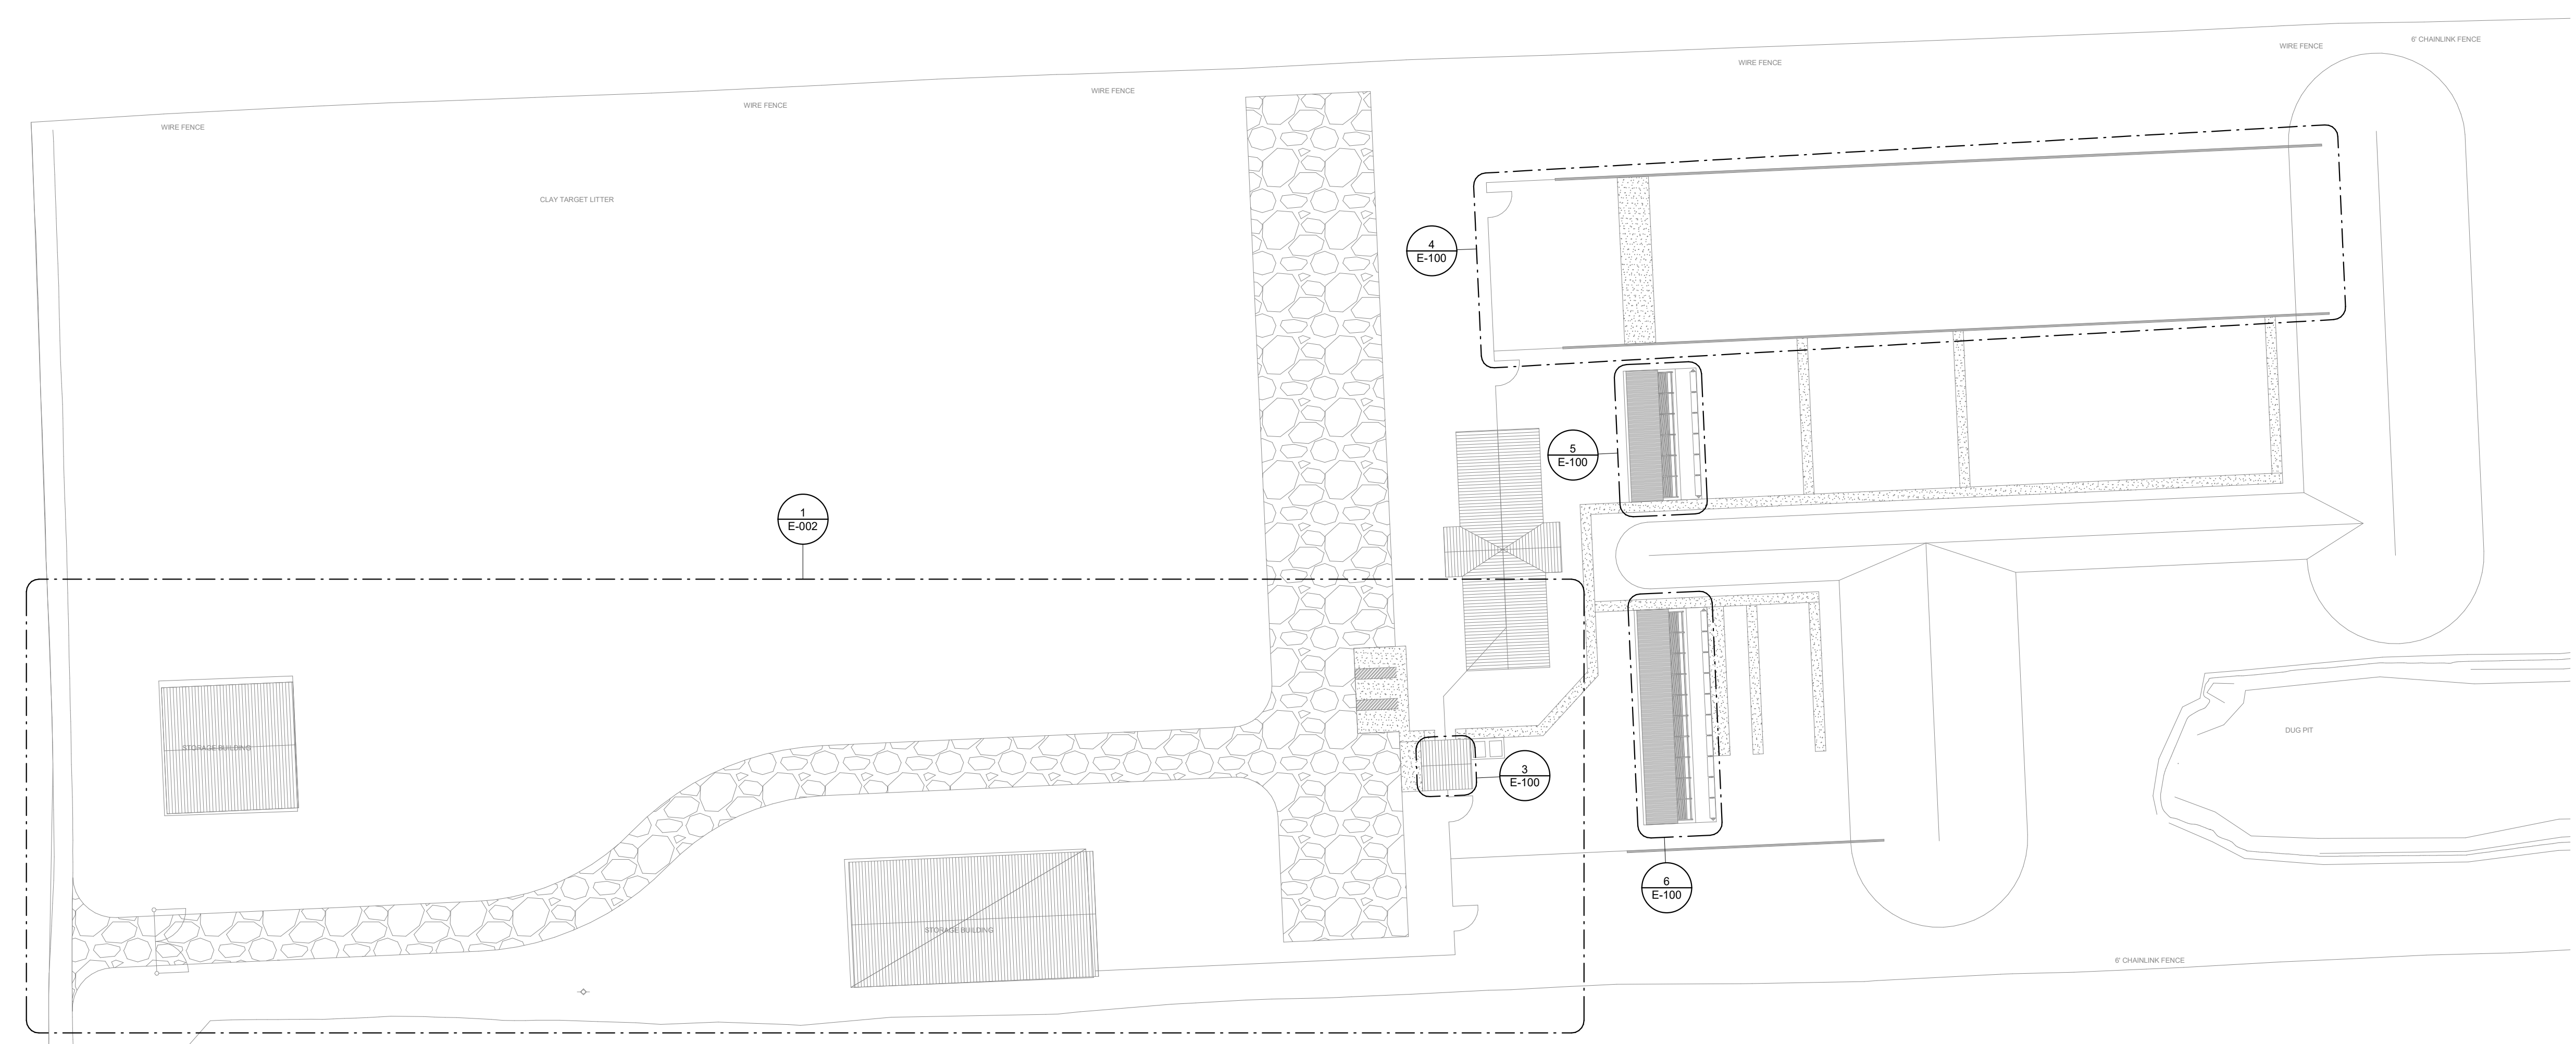 6' CHAINLINK FENCE
WIRE FENCE
WIRE FENCE
WIRE FENCE
WIRE FENCE
WIRE FENCE
CLAY TARGET LITTER
4
E-100
5
E-100
1
E-002
DUG PIT
STORAGE BUILDING
3
E-100
6
E-100
STORAGE BUILDING
6' CHAINLINK FENCE